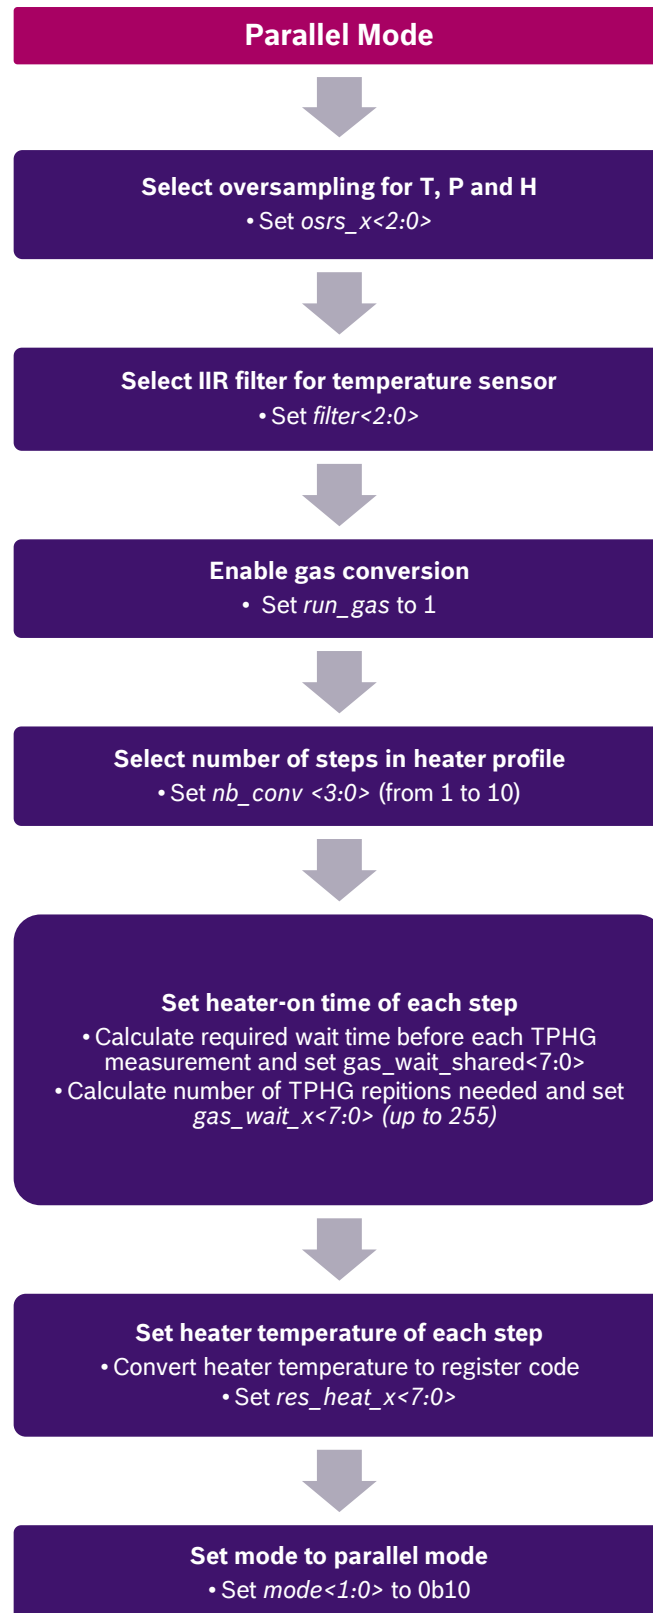 Parallel Mode
Select oversampling for T, P and H
• Set osrs_x<2:0>
Select IIR filter for temperature sensor
• Set filter<2:0>
Enable gas conversion
• Set run_gas to 1
Select number of steps in heater profile
• Set nb_conv <3:0> (from 1 to 10)
Set heater-on time of each step
• Calculate required wait time before each TPHG
measurement and set gas_wait_shared<7:0>
• Calculate number of TPHG repitions needed and set
gas_wait_x<7:0> (up to 255)
Set heater temperature of each step
• Convert heater temperature to register code
• Set res_heat_x<7:0>
Set mode to parallel mode
• Set mode<1:0> to 0b10